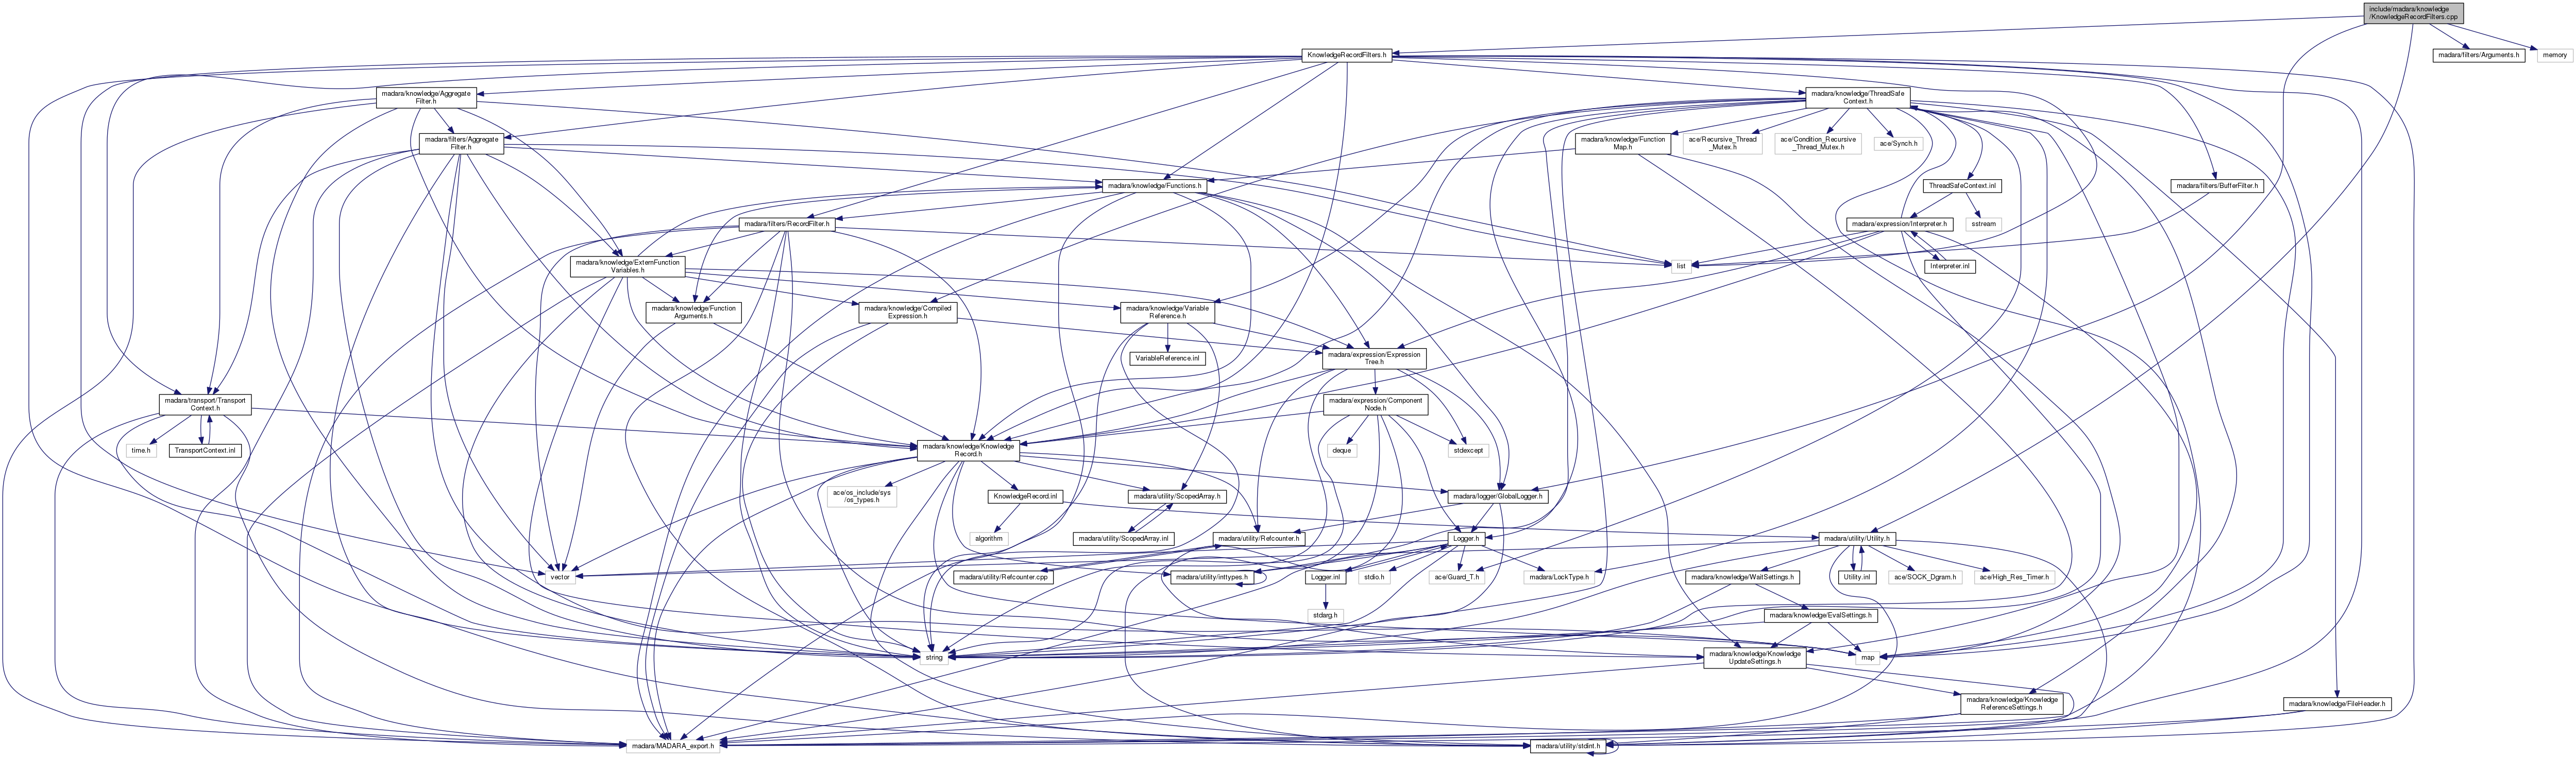 include/madara/knowledge
/KnowledgeRecordFilters.cpp
KnowledgeRecordFilters.h
madara/filters/Arguments.h
memory
madara/knowledge/Aggregate
Filter.h
madara/knowledge/ThreadSafe
Context.h
madara/filters/Aggregate
Filter.h
madara/knowledge/Function
Map.h
ace/Recursive_Thread
_Mutex.h
ace/Condition_Recursive
_Thread_Mutex.h
ace/Synch.h
madara/knowledge/Functions.h
ThreadSafeContext.inl
madara/filters/BufferFilter.h
madara/filters/RecordFilter.h
madara/expression/Interpreter.h
sstream
madara/knowledge/ExternFunction
Variables.h
list
Interpreter.inl
madara/knowledge/Function
Arguments.h
madara/knowledge/Compiled
Expression.h
madara/knowledge/Variable
Reference.h
VariableReference.inl
madara/expression/Expression
Tree.h
madara/transport/Transport
Context.h
madara/expression/Component
Node.h
time.h
TransportContext.inl
madara/knowledge/Knowledge
Record.h
deque
stdexcept
ace/os_include/sys
/os_types.h
KnowledgeRecord.inl
madara/utility/ScopedArray.h
madara/logger/GlobalLogger.h
algorithm
madara/utility/ScopedArray.inl
madara/utility/Refcounter.h
Logger.h
madara/utility/Utility.h
vector
madara/utility/Refcounter.cpp
madara/utility/inttypes.h
Logger.inl
stdio.h
ace/Guard_T.h
madara/LockType.h
madara/knowledge/WaitSettings.h
Utility.inl
ace/SOCK_Dgram.h
ace/High_Res_Timer.h
stdarg.h
madara/knowledge/EvalSettings.h
string
madara/knowledge/Knowledge
UpdateSettings.h
map
madara/knowledge/Knowledge
ReferenceSettings.h
madara/knowledge/FileHeader.h
madara/MADARA_export.h
madara/utility/stdint.h